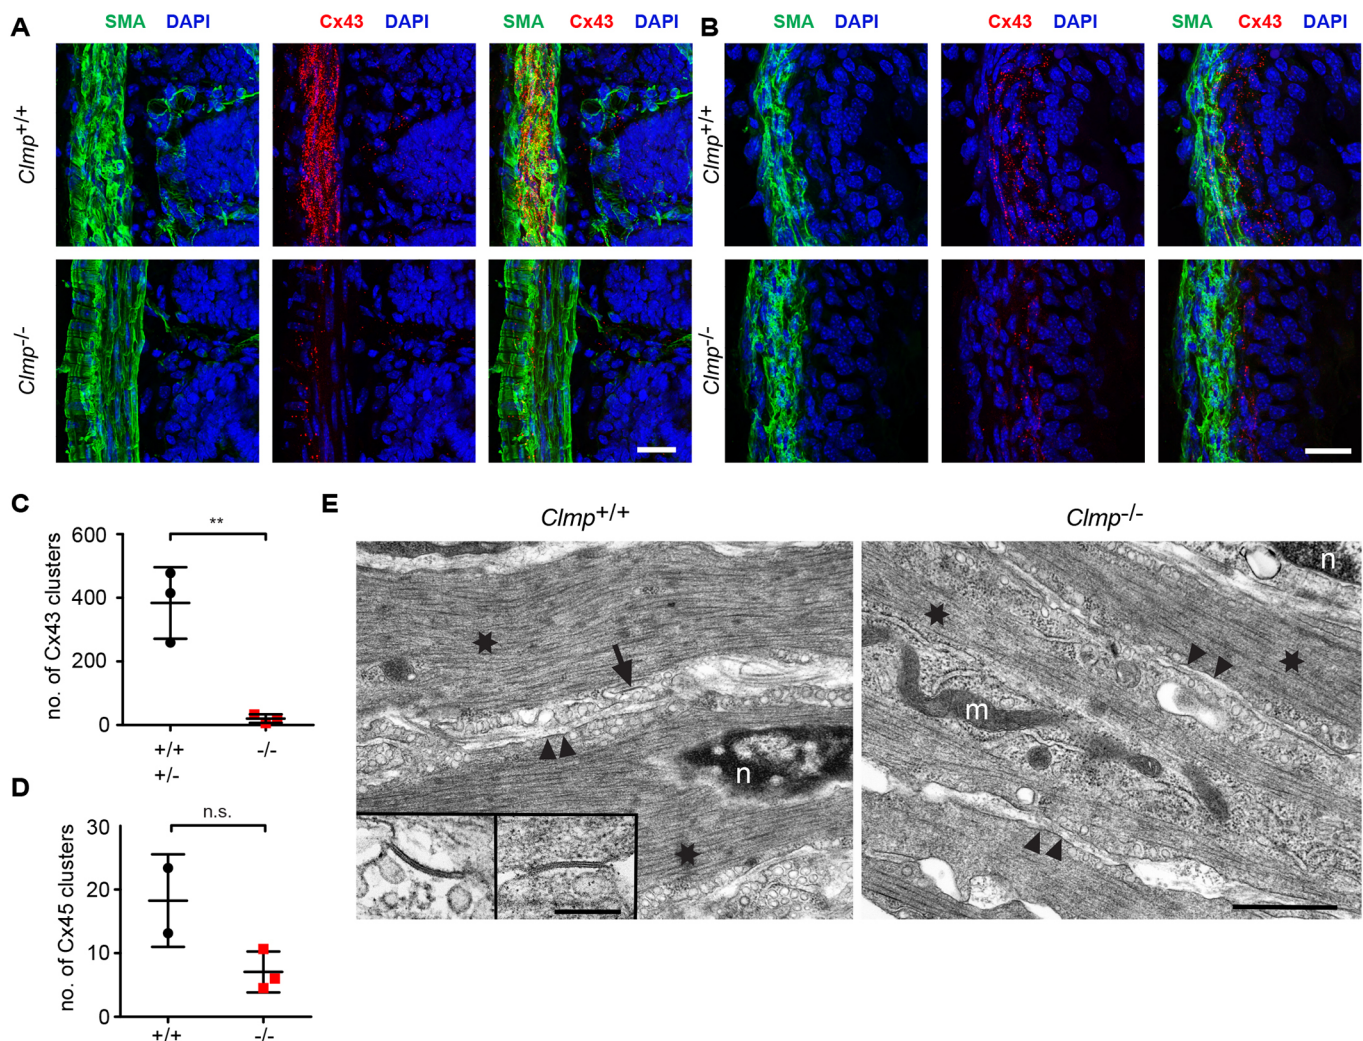 A SMA DAPI Cx43 DAPI SMA Cx43 DAPI
B SMA DAPI Cx43 DAPI SMA Cx43 DAPI
Clmp+/+
Clmp-/-
Clmp+/+
Clmp-/-
C
no. of Cx43 clusters
600
400
200
0
**
+/+
+/-
-/-
D
no. of Cx45 clusters
30
20
10
0
n.s.
+/+
-/-
E
Clmp+/+
Clmp-/-
n
n
m